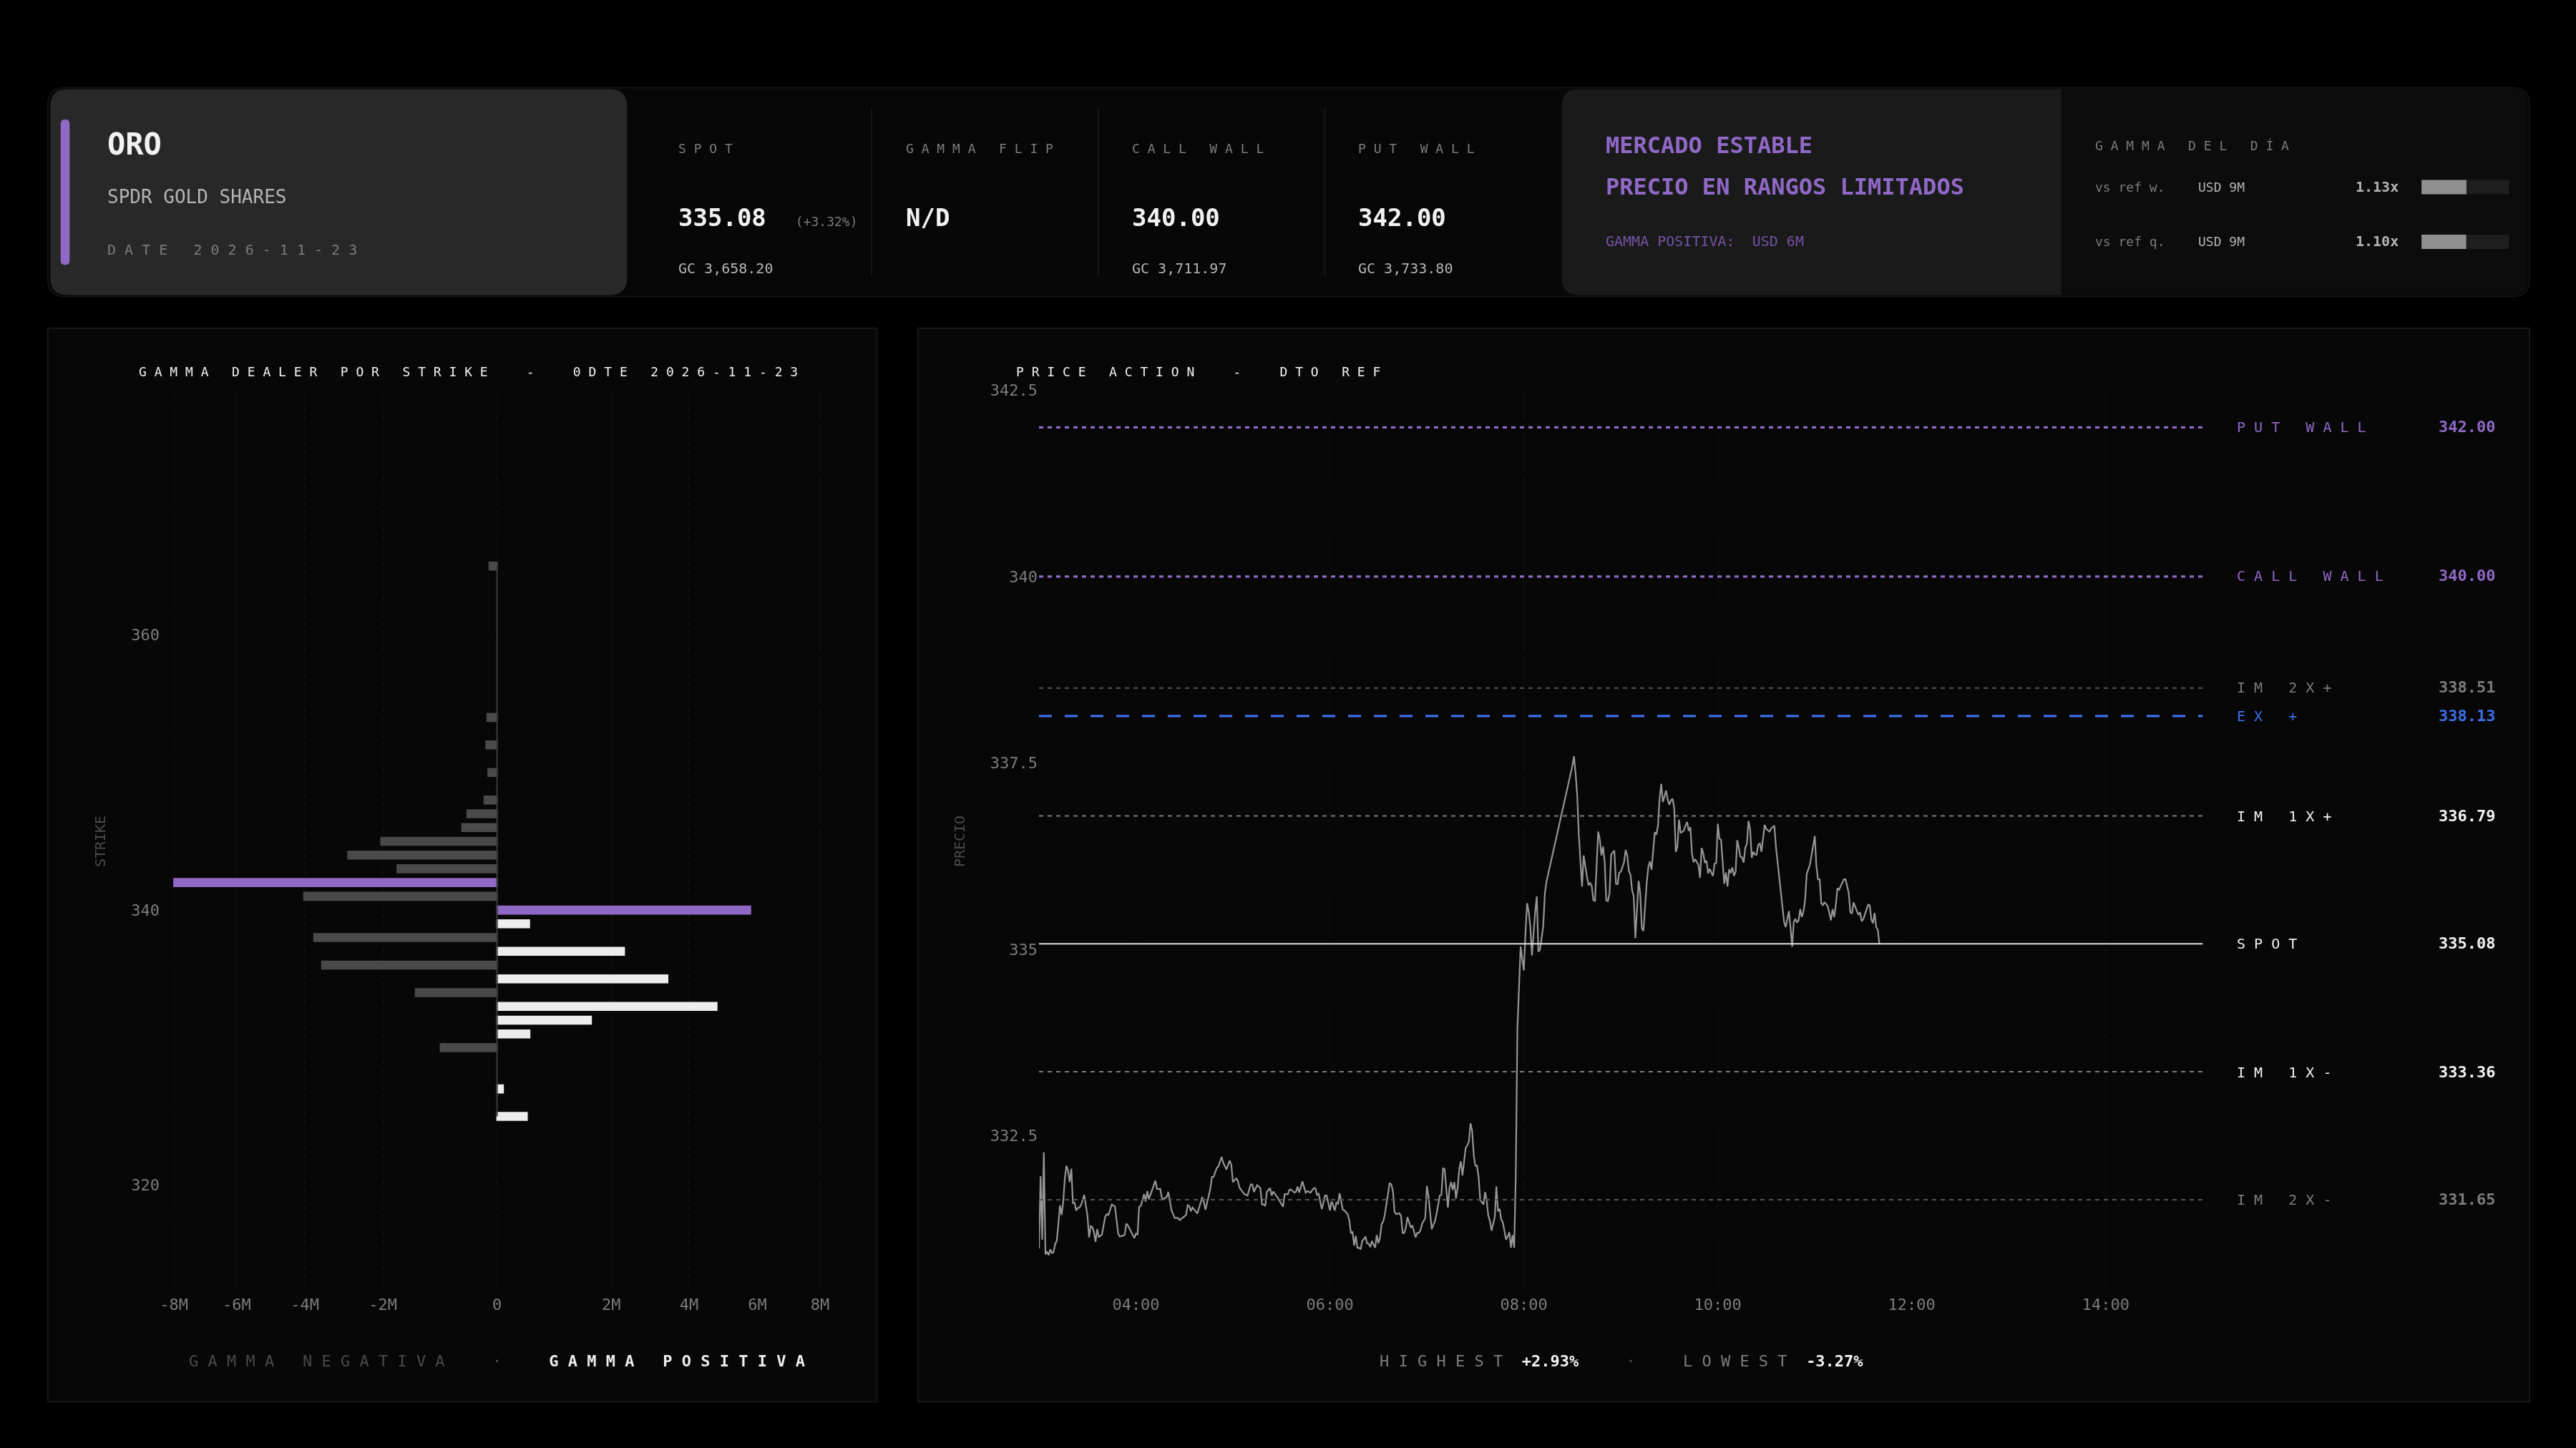 ORO
SPDR GOLD SHARES
DATE 2026-11-23
SPOT
335.08 (+3.32%)
GC 3,658.20
GAMMA FLIP
N/D
CALL WALL
340.00
GC 3,711.97
PUT WALL
342.00
GC 3,733.80
MERCADO ESTABLE
PRECIO EN RANGOS LIMITADOS
GAMMA POSITIVA: USD 6M
GAMMA DEL DÍA
vs ref w. USD 9M 1.13x
vs ref q. USD 9M 1.10x
GAMMA DEALER POR STRIKE - 0DTE 2026-11-23
STRIKE
360
340
320
-8M -6M -4M -2M 0 2M 4M 6M 8M
GAMMA NEGATIVA · GAMMA POSITIVA
PRICE ACTION - DTO REF
PRECIO
342.5
340
337.5
335
332.5
PUT WALL 342.00
CALL WALL 340.00
IM 2X+ 338.51
EX + 338.13
IM 1X+ 336.79
SPOT 335.08
IM 1X- 333.36
IM 2X- 331.65
04:00 06:00 08:00 10:00 12:00 14:00
HIGHEST +2.93% · LOWEST -3.27%